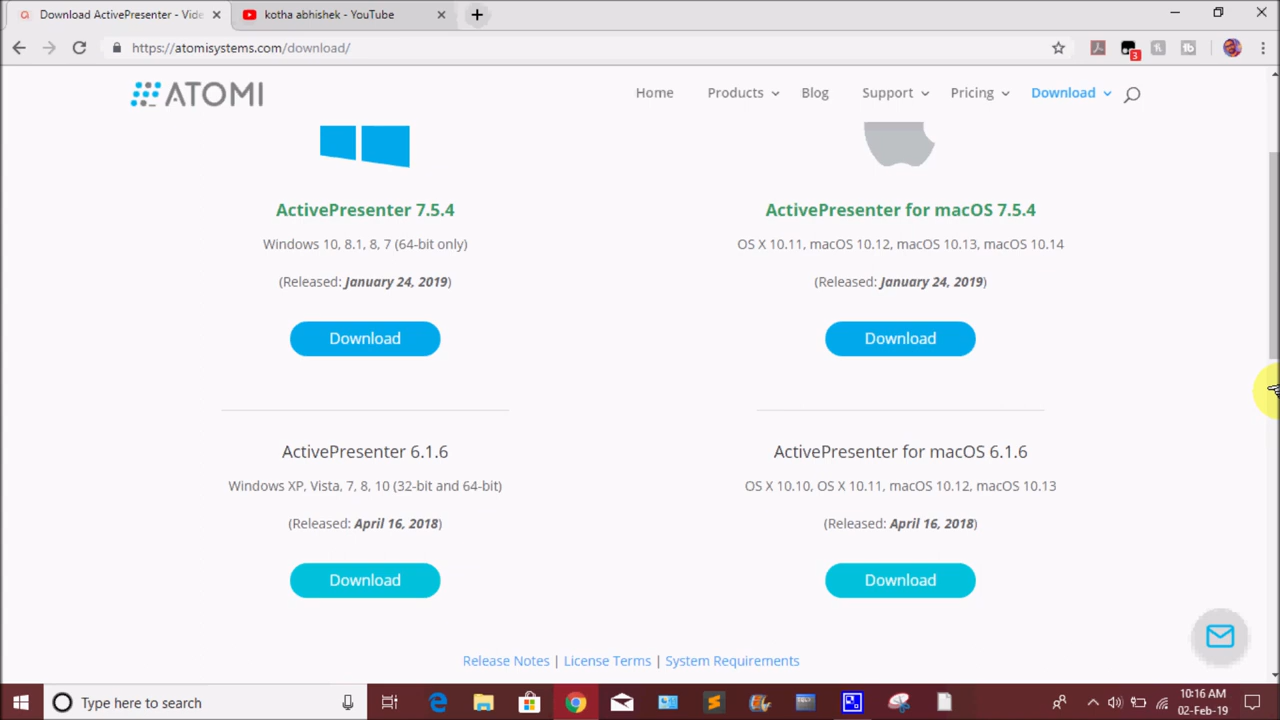 Download ActivePresenter - Vide
kotha abhishek - YouTube
https://atomisystems.com/download/
3
ATOMI
Home
Products
Blog
Support
Pricing
Download
ActivePresenter 7.5.4
Windows 10, 8.1, 8, 7 (64-bit only)
(Released: January 24, 2019)
Download
ActivePresenter for macOS 7.5.4
OS X 10.11, macOS 10.12, macOS 10.13, macOS 10.14
(Released: January 24, 2019)
Download
ActivePresenter 6.1.6
Windows XP, Vista, 7, 8, 10 (32-bit and 64-bit)
(Released: April 16, 2018)
Download
ActivePresenter for macOS 6.1.6
OS X 10.10, OS X 10.11, macOS 10.12, macOS 10.13
(Released: April 16, 2018)
Download
Release Notes | License Terms | System Requirements
Type here to search
10:16 AM
02-Feb-19